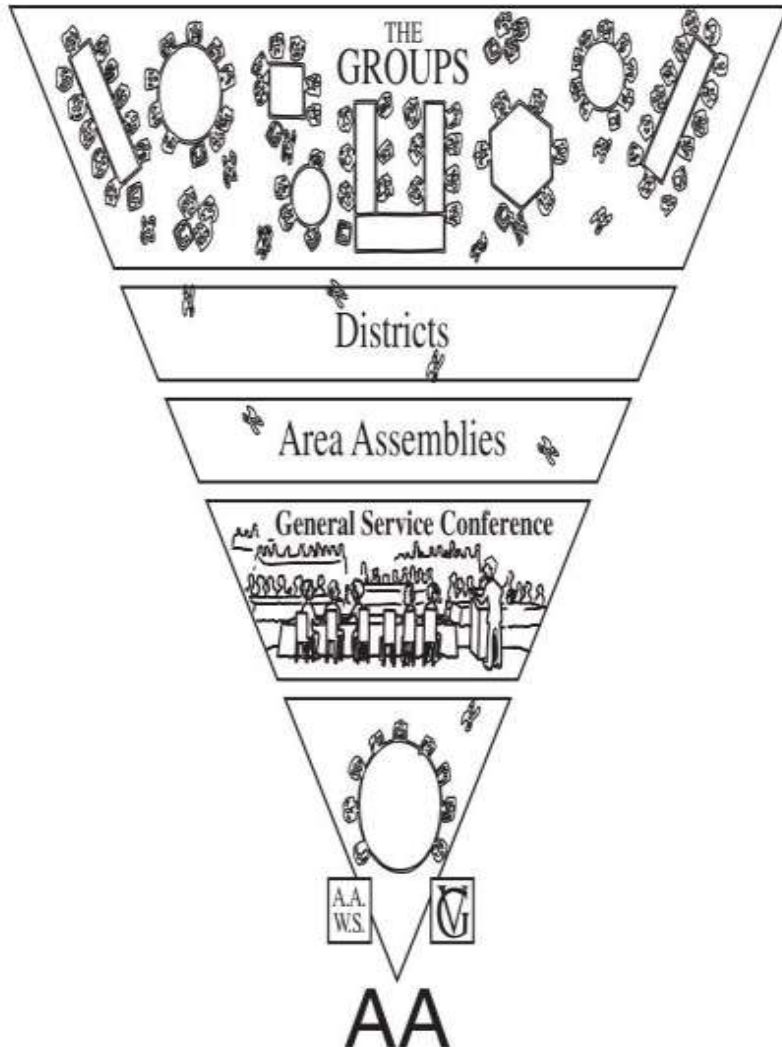 THE
GROUPS
Districts
Area Assemblies
General Service Conference
A.A.
W.S.
GV
AA